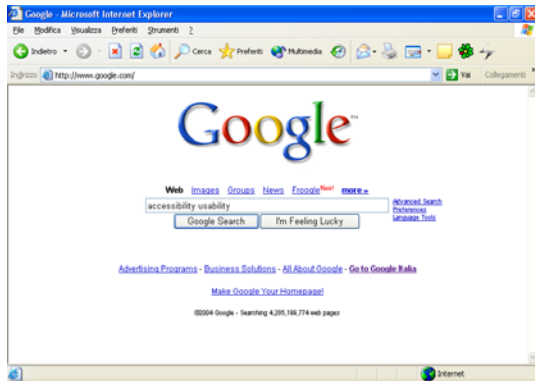 Google - Microsoft Internet Explorer
File Modifica Visualizza Preferiti Strumenti ?
Indietro Cerca Preferiti Multimedia
Indirizzo http://www.google.com/ Vai Collegamenti
Google™
Web Images Groups News Froogle New! more »
accessibility usability
Advanced Search
Preferences
Language Tools
Google Search I'm Feeling Lucky
Advertising Programs - Business Solutions - All About Google - Go to Google Italia
Make Google Your Homepage!
©2004 Google - Searching 4,285,199,774 web pages
Internet